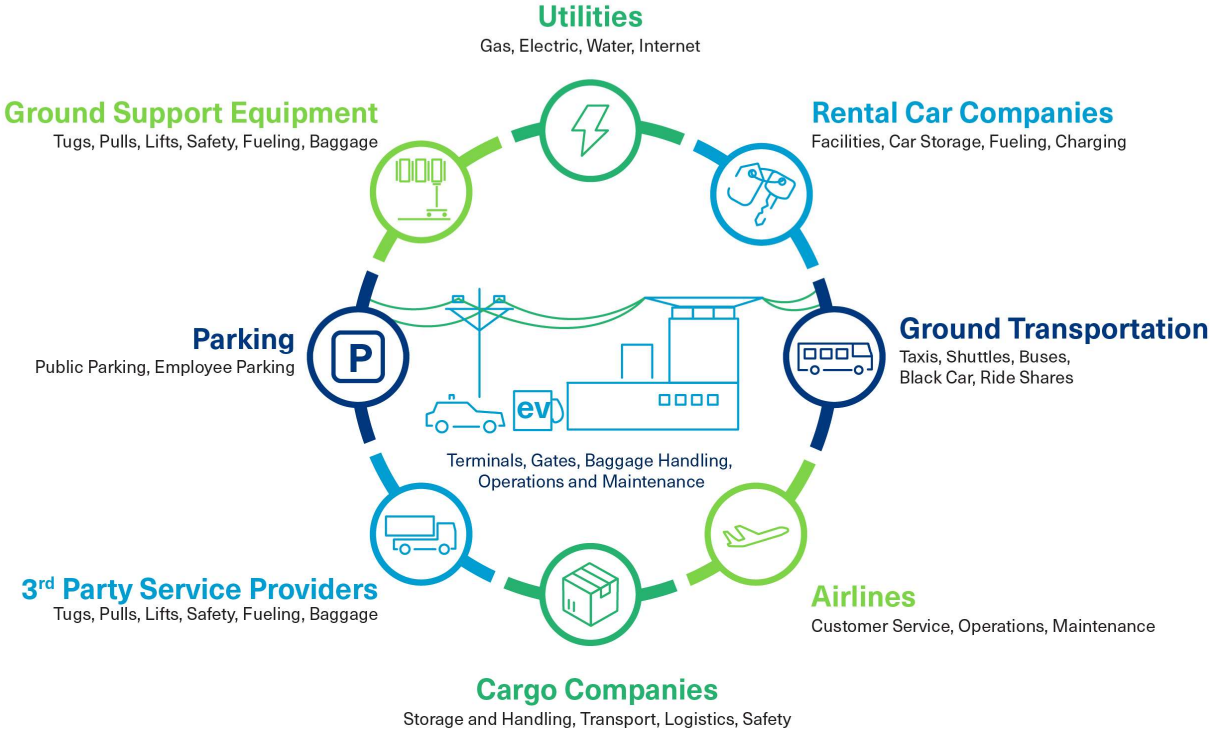 Utilities
Gas, Electric, Water, Internet
Ground Support Equipment
Tugs, Pulls, Lifts, Safety, Fueling, Baggage
Rental Car Companies
Facilities, Car Storage, Fueling, Charging
Parking
Public Parking, Employee Parking
P
Ground Transportation
Taxis, Shuttles, Buses,
Black Car, Ride Shares
ev
Terminals, Gates, Baggage Handling,
Operations and Maintenance
3rd Party Service Providers
Tugs, Pulls, Lifts, Safety, Fueling, Baggage
Airlines
Customer Service, Operations, Maintenance
Cargo Companies
Storage and Handling, Transport, Logistics, Safety